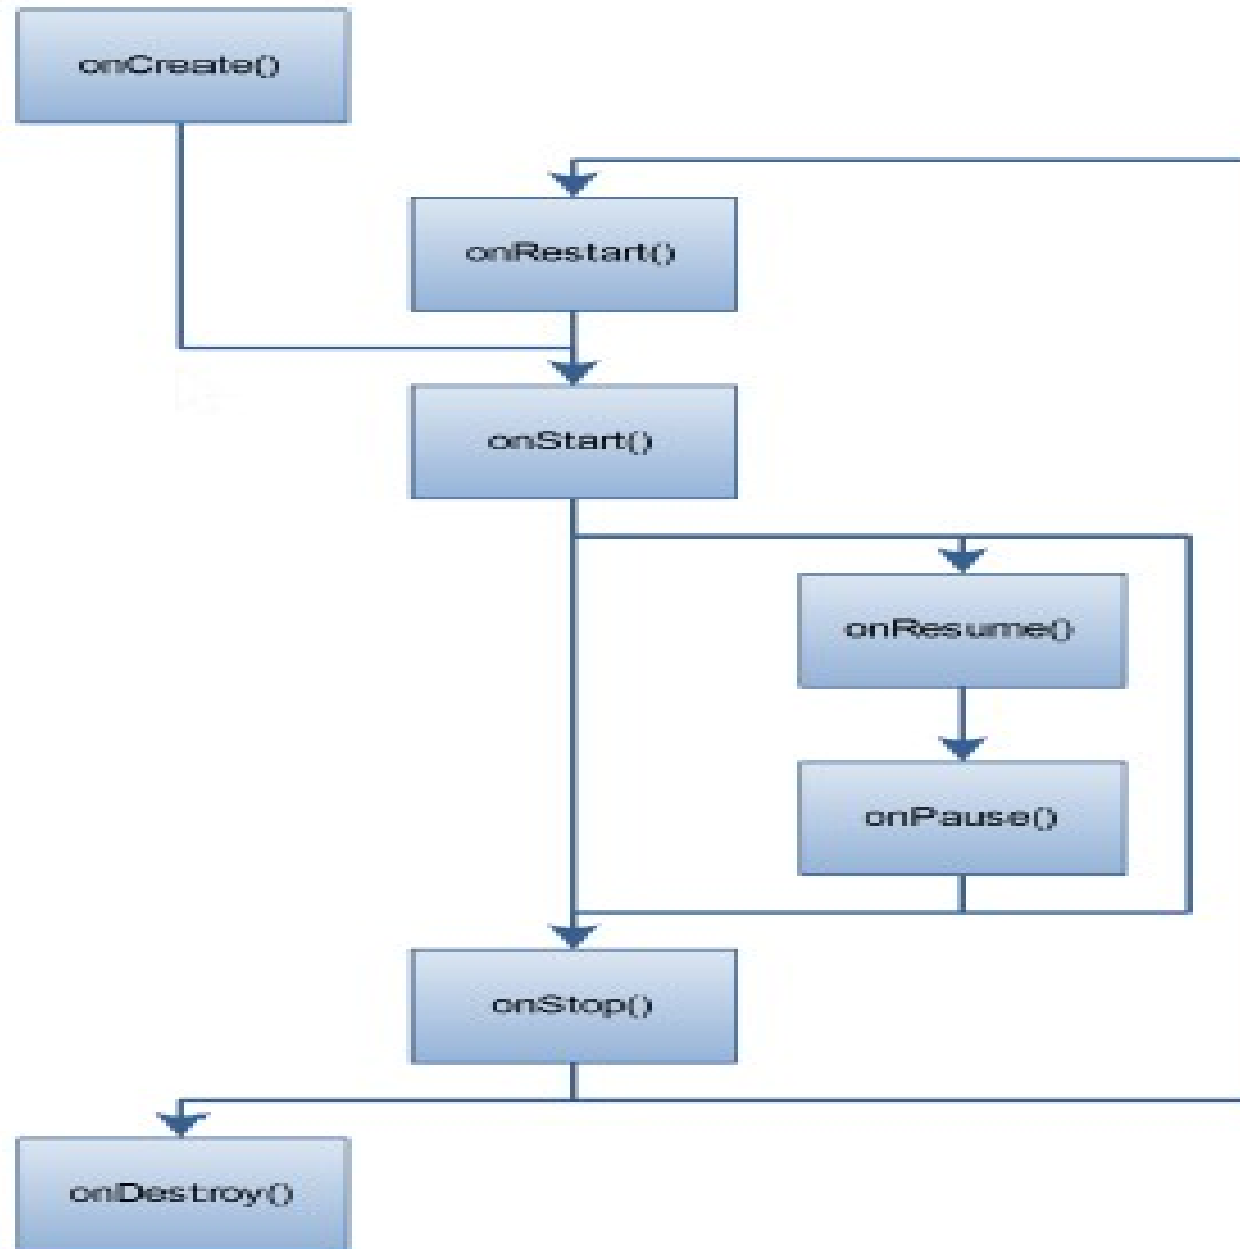 onCreate()
onRestart()
onStart()
onResume()
onPause()
onStop()
onDestroy()